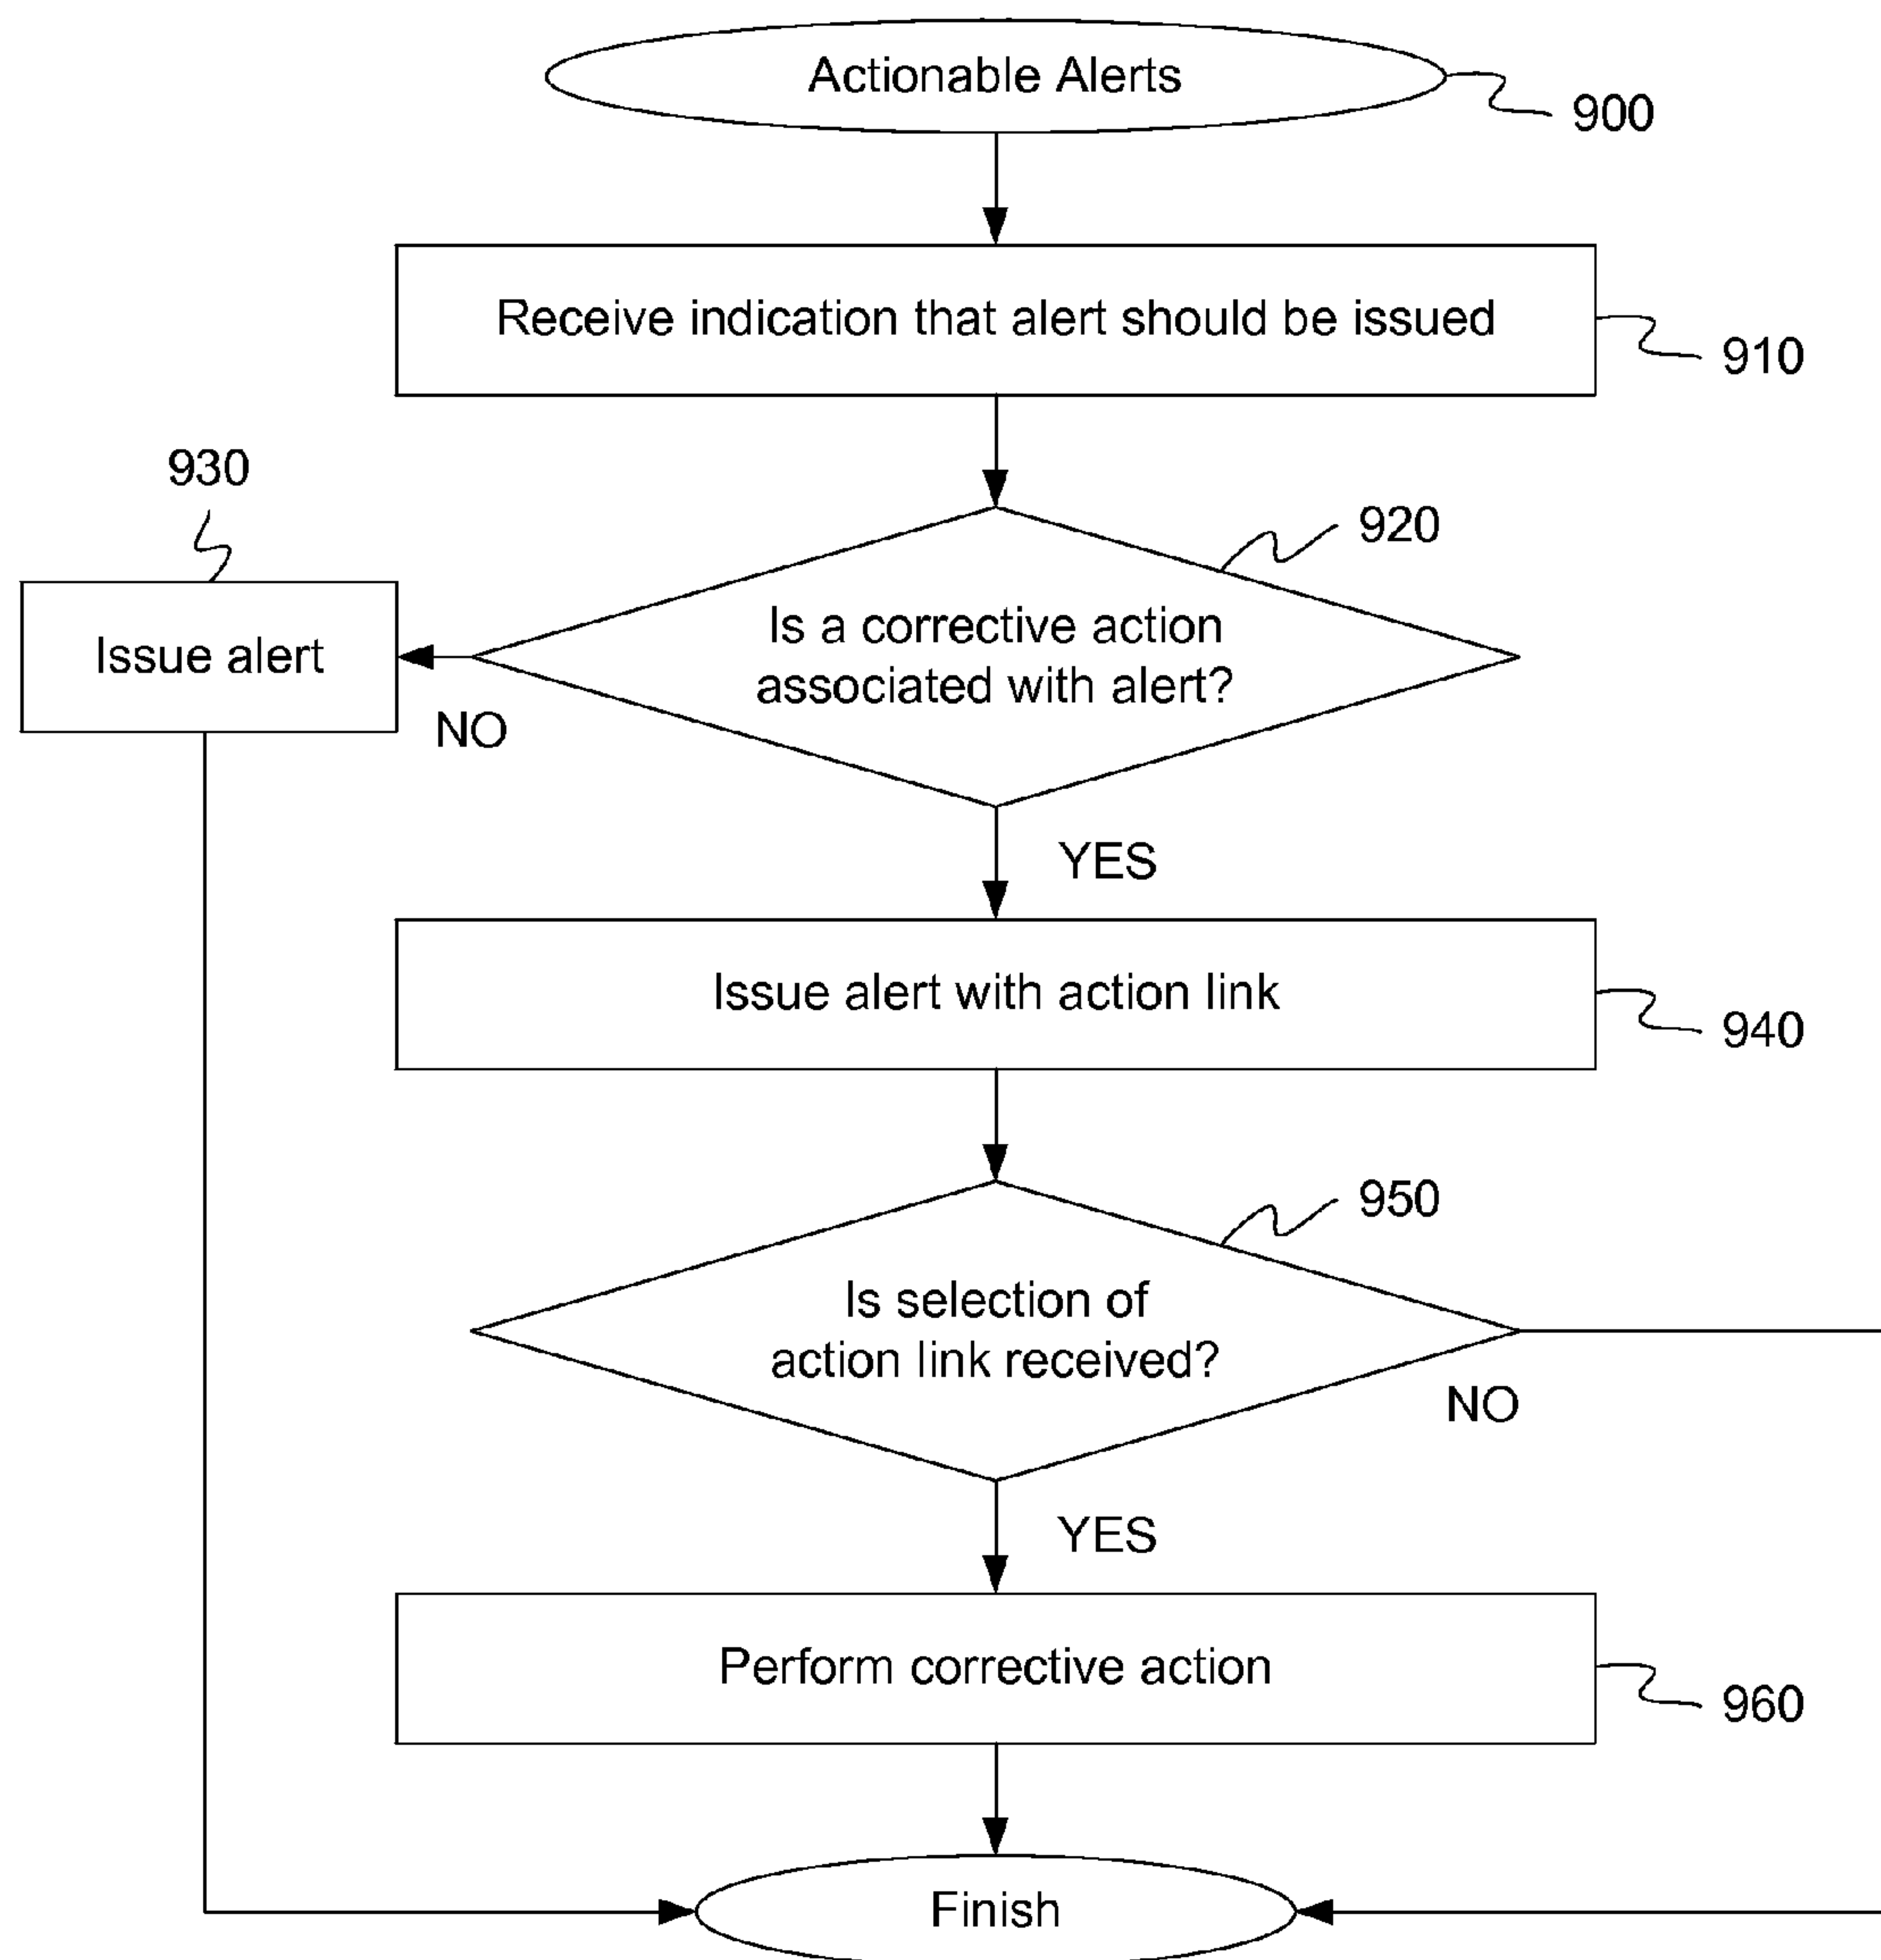 Actionable Alerts
900
Receive indication that alert should be issued
910
930
920
Is a corrective action
associated with alert?
Issue alert
NO
YES
Issue alert with action link
940
950
Is selection of
action link received?
NO
YES
Perform corrective action
960
Finish